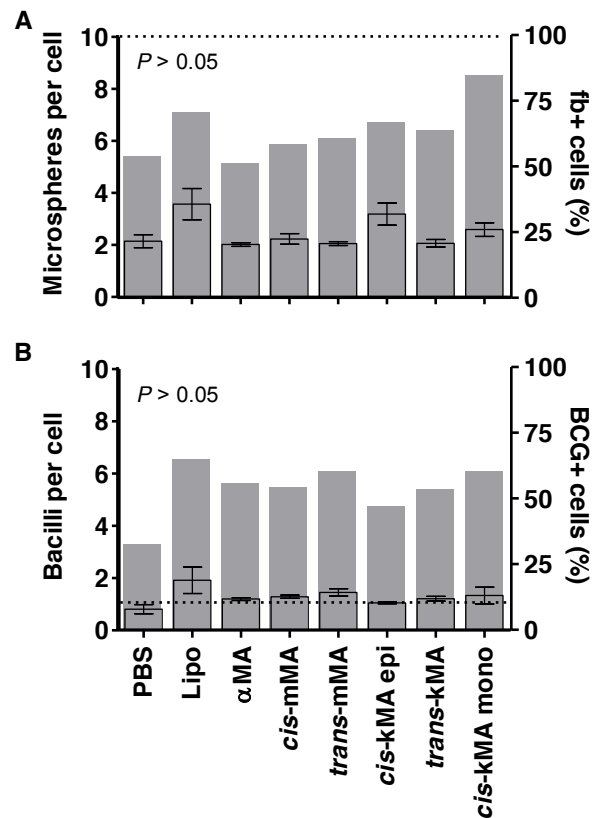 A
Microspheres per cell
10
8
6
4
2
0
P > 0.05
100
75
50
25
0
fb+ cells (%)
B
Bacilli per cell
10
8
6
4
2
0
P > 0.05
100
75
50
25
0
BCG+ cells (%)
PBS
Lipo
α MA
cis-mMA
trans-mMA
cis-kMA epi
trans-kMA
cis-kMA mono